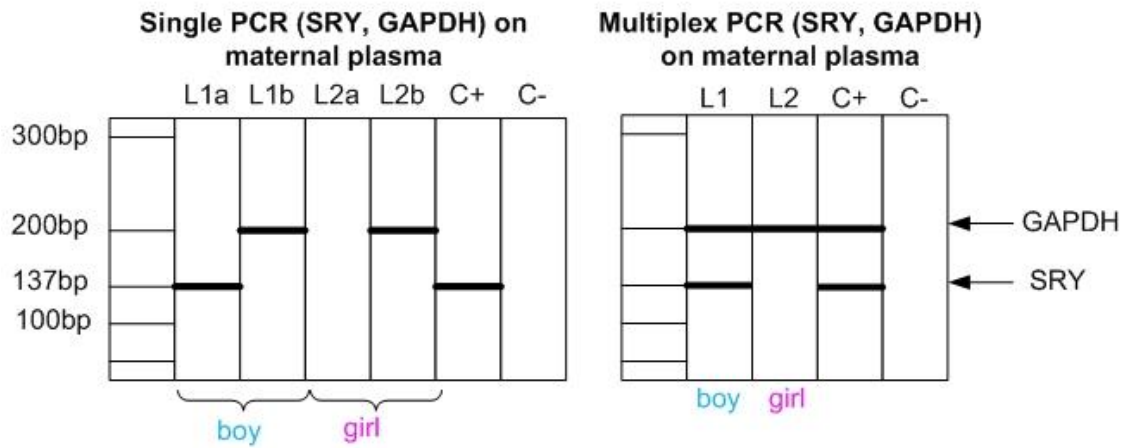 Single PCR (SRY, GAPDH) on
maternal plasma
L1a L1b L2a L2b C+ C-
300bp
200bp
137bp
100bp
boy girl
Multiplex PCR (SRY, GAPDH)
on maternal plasma
L1 L2 C+ C-
GAPDH
SRY
boy girl